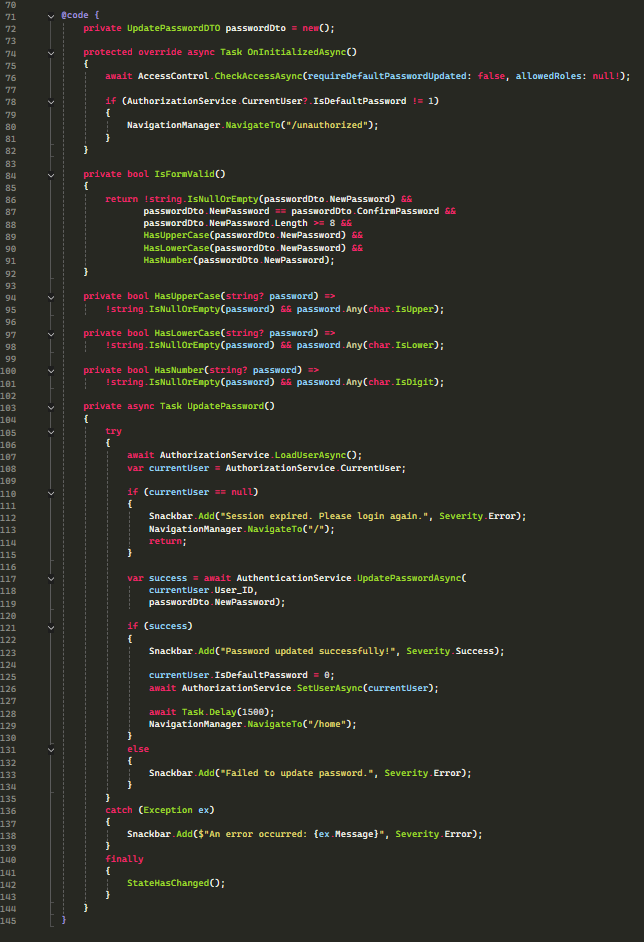 70
71 @code {
72 private UpdatePasswordDTO passwordDto = new();
73
74 protected override async Task OnInitializedAsync()
75 {
76 await AccessControl.CheckAccessAsync(requireDefaultPasswordUpdated: false, allowedRoles: null!);
77
78 if (AuthorizationService.CurrentUser?.IsDefaultPassword != 1)
79 {
80 NavigationManager.NavigateTo("/unauthorized");
81 }
82 }
83
84 private bool IsFormValid()
85 {
86 return !string.IsNullOrEmpty(passwordDto.NewPassword) &&
87 passwordDto.NewPassword == passwordDto.ConfirmPassword &&
88 passwordDto.NewPassword.Length >= 8 &&
89 HasUpperCase(passwordDto.NewPassword) &&
90 HasLowerCase(passwordDto.NewPassword) &&
91 HasNumber(passwordDto.NewPassword);
92 }
93
94 private bool HasUpperCase(string? password) =>
95 !string.IsNullOrEmpty(password) && password.Any(char.IsUpper);
96
97 private bool HasLowerCase(string? password) =>
98 !string.IsNullOrEmpty(password) && password.Any(char.IsLower);
99
100 private bool HasNumber(string? password) =>
101 !string.IsNullOrEmpty(password) && password.Any(char.IsDigit);
102
103 private async Task UpdatePassword()
104 {
105 try
106 {
107 await AuthorizationService.LoadUserAsync();
108 var currentUser = AuthorizationService.CurrentUser;
109
110 if (currentUser == null)
111 {
112 Snackbar.Add("Session expired. Please login again.", Severity.Error);
113 NavigationManager.NavigateTo("/");
114 return;
115 }
116
117 var success = await AuthenticationService.UpdatePasswordAsync(
118 currentUser.User_ID,
119 passwordDto.NewPassword);
120
121 if (success)
122 {
123 Snackbar.Add("Password updated successfully!", Severity.Success);
124
125 currentUser.IsDefaultPassword = 0;
126 await AuthorizationService.SetUserAsync(currentUser);
127
128 await Task.Delay(1500);
129 NavigationManager.NavigateTo("/home");
130 }
131 else
132 {
133 Snackbar.Add("Failed to update password.", Severity.Error);
134 }
135 }
136 catch (Exception ex)
137 {
138 Snackbar.Add($"An error occurred: {ex.Message}", Severity.Error);
139 }
140 finally
141 {
142 StateHasChanged();
143 }
144 }
145 }